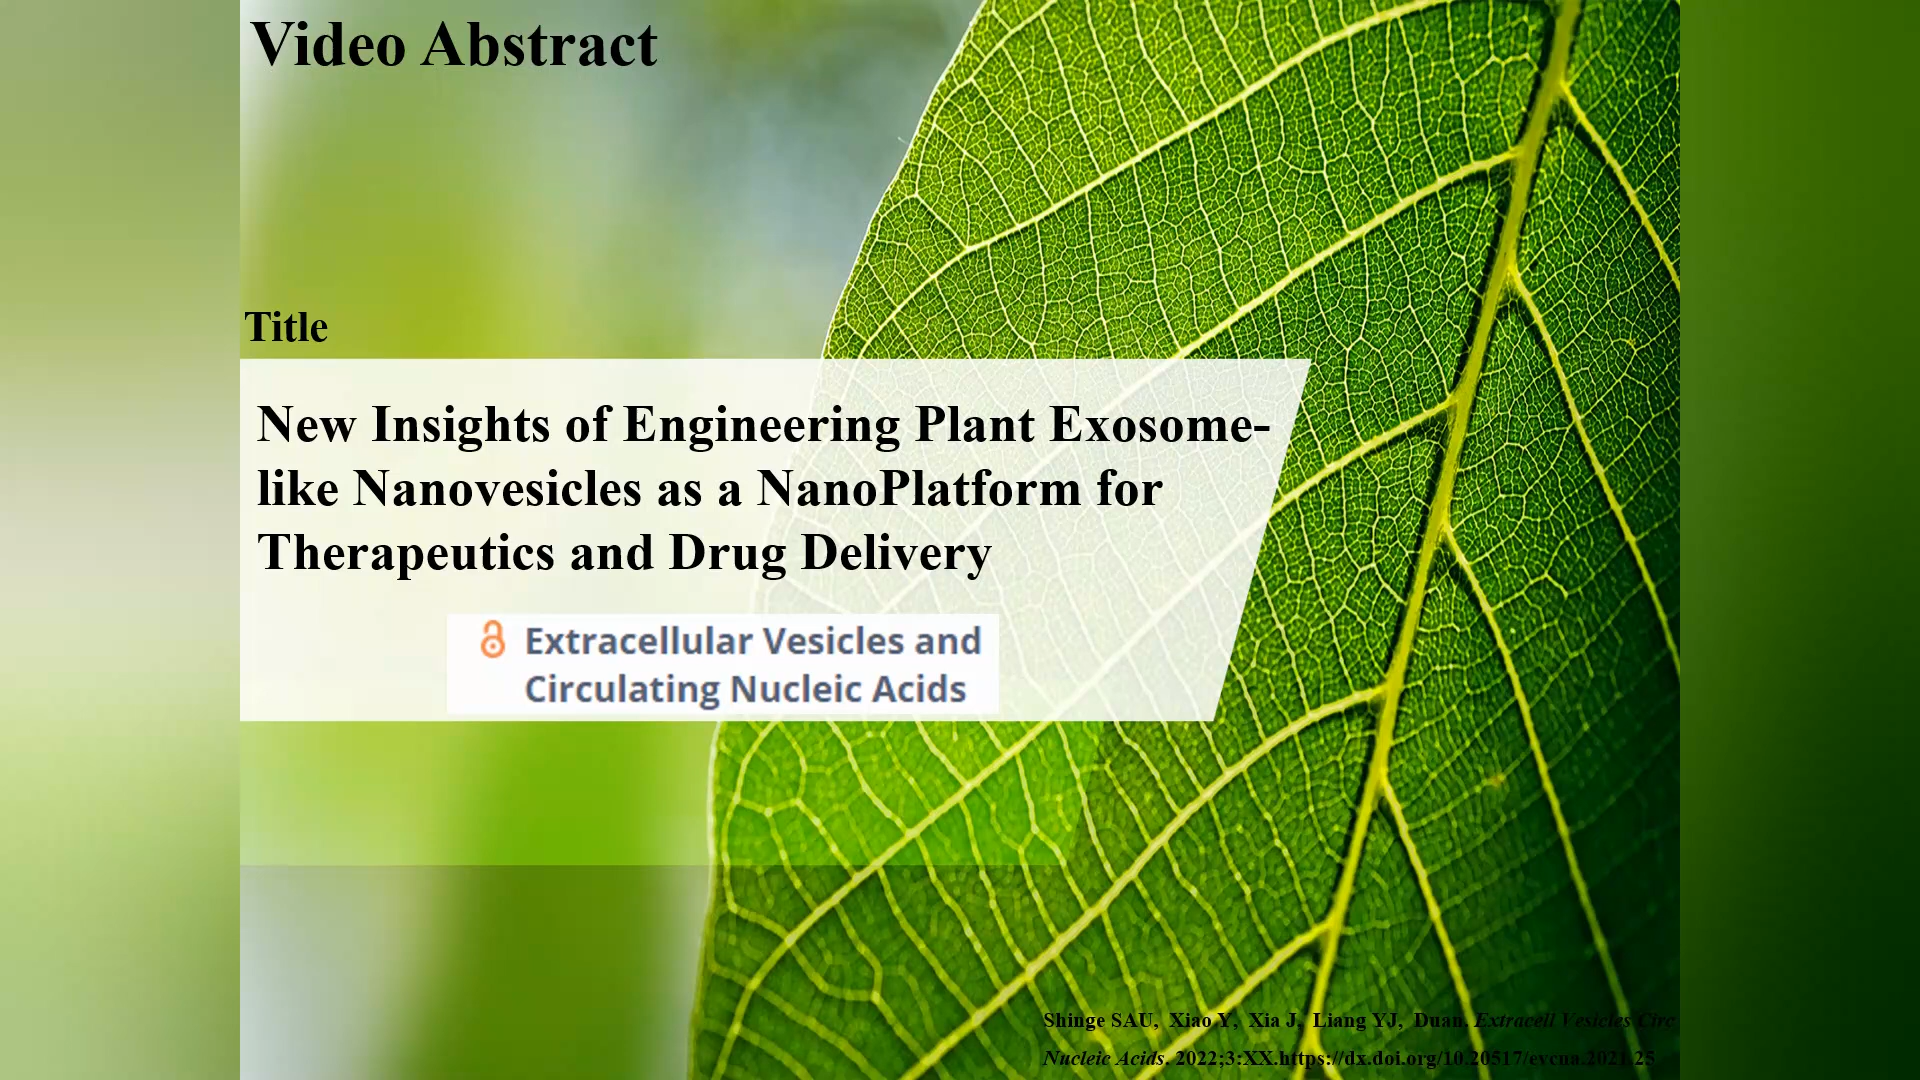 Video Abstract
Title
New Insights of Engineering Plant Exosome-
like Nanovesicles as a NanoPlatform for
Therapeutics and Drug Delivery
Extracellular Vesicles and
Circulating Nucleic Acids
Shinge SAU, Xiao Y, Xia J, Liang YJ, Duan. Extracell Vesicles Circ
Nucleic Acids. 2022;3:XX.https://dx.doi.org/10.20517/evcna.2021.25